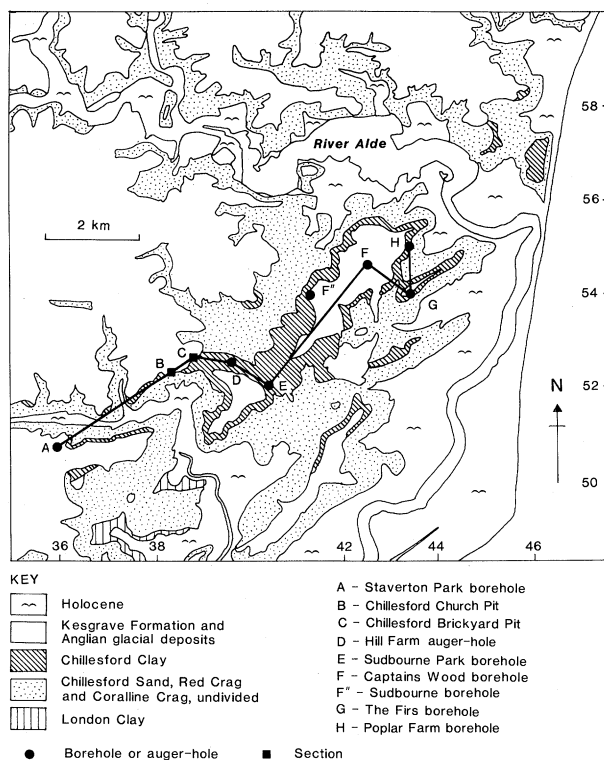 58
River Alde
56
2 km
H
F
F"
54
G
C
B
D
E
52
N
A
50
36
38
42
44
46
KEY
Holocene
Kesgrave Formation and
Anglian glacial deposits
Chillesford Clay
Chillesford Sand, Red Crag
and Coralline Crag, undivided
London Clay
Borehole or auger-hole
Section
A - Staverton Park borehole
B - Chillesford Church Pit
C - Chillesford Brickyard Pit
D - Hill Farm auger-hole
E - Sudbourne Park borehole
F - Captains Wood borehole
F" - Sudbourne borehole
G - The Firs borehole
H - Poplar Farm borehole